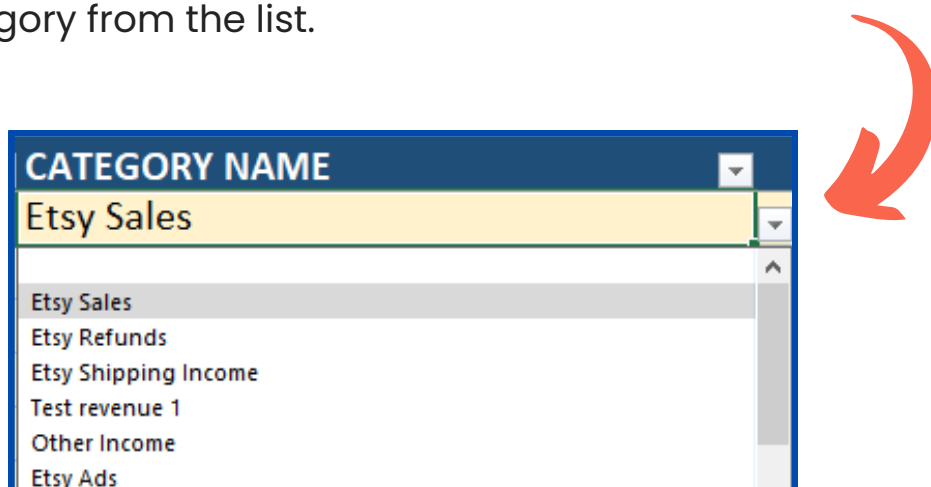 gory from the list.
CATEGORY NAME
Etsy Sales
Etsy Sales
Etsy Refunds
Etsy Shipping Income
Test revenue 1
Other Income
Etsy Ads